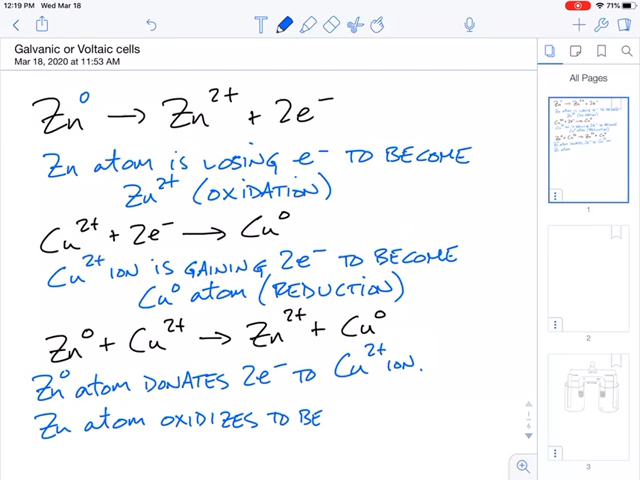 12:19 PM Wed Mar 18
71%
Galvanic or Voltaic cells
Mar 18, 2020 at 11:53 AM
Zn⁰ → Zn²⁺ + 2e⁻
Zn atom is LOSING e⁻ TO BECOME
Zn²⁺ (OXIDATION)
Cu²⁺ + 2e⁻ → Cu⁰
Cu²⁺ ION IS GAINING 2e⁻ TO BECOME
Cu⁰ atom (REDUCTION)
Zn⁰ + Cu²⁺ → Zn²⁺ + Cu⁰
Zn⁰ atom DONATES 2e⁻ TO Cu²⁺ ION.
Zn atom OXIDIZES TO BE
1
6
All Pages
1
2
3